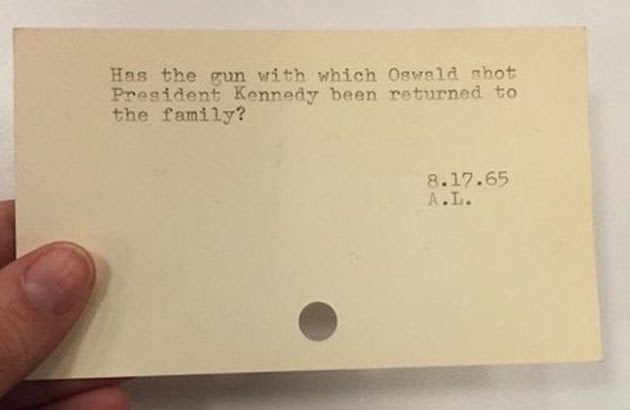 Has the gun with which Oswald shot
President Kennedy been returned to
the family?
8.17.65
A.L.